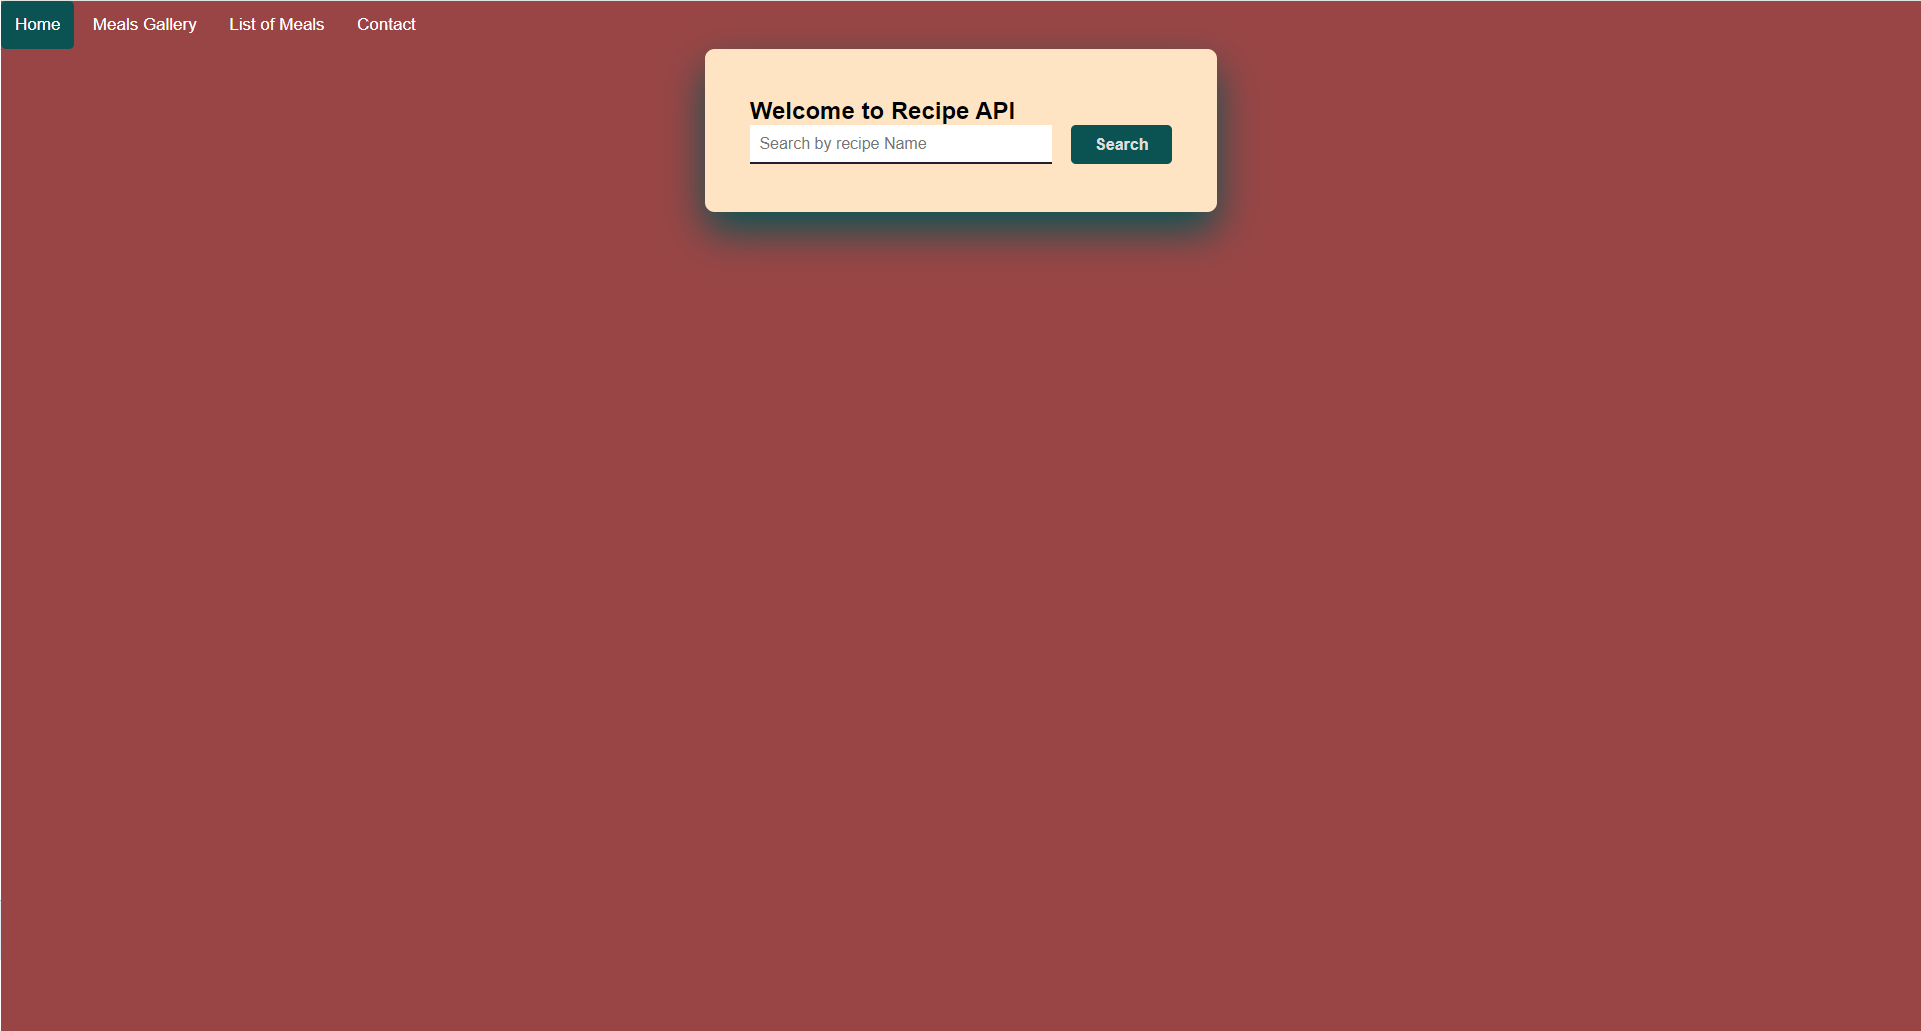 Home Meals Gallery List of Meals Contact
Welcome to Recipe API
Search by recipe Name Search